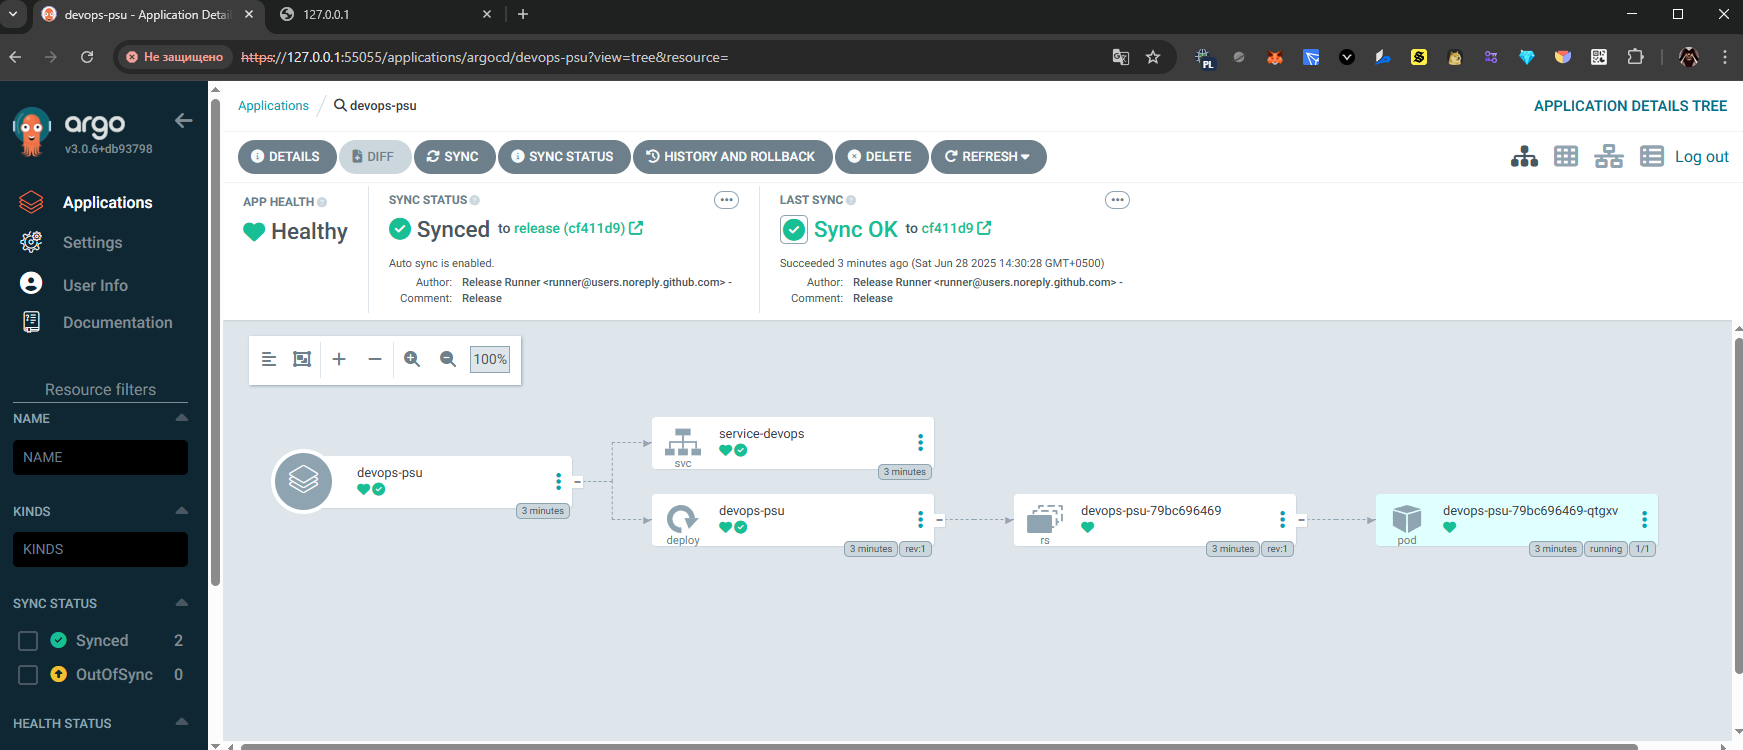 devops-psu - Application Detai
127.0.0.1
Не защищено
https://127.0.0.1:55055/applications/argocd/devops-psu?view=tree&resource=
PL
argo
v3.0.6+db93798
Applications
Settings
User Info
Documentation
Resource filters
NAME
NAME
KINDS
KINDS
SYNC STATUS
Synced 2
OutOfSync 0
HEALTH STATUS
Applications / devops-psu
APPLICATION DETAILS TREE
DETAILS
DIFF
SYNC
SYNC STATUS
HISTORY AND ROLLBACK
DELETE
REFRESH
Log out
APP HEALTH
Healthy
SYNC STATUS
Synced to release (cf411d9)
Auto sync is enabled.
Author: Release Runner <runner@users.noreply.github.com> -
Comment: Release
LAST SYNC
Sync OK to cf411d9
Succeeded 3 minutes ago (Sat Jun 28 2025 14:30:28 GMT+0500)
Author: Release Runner <runner@users.noreply.github.com> -
Comment: Release
100%
devops-psu
3 minutes
service-devops
svc
3 minutes
devops-psu
deploy
3 minutes rev:1
devops-psu-79bc696469
rs
3 minutes rev:1
devops-psu-79bc696469-qtgxv
pod
3 minutes running 1/1